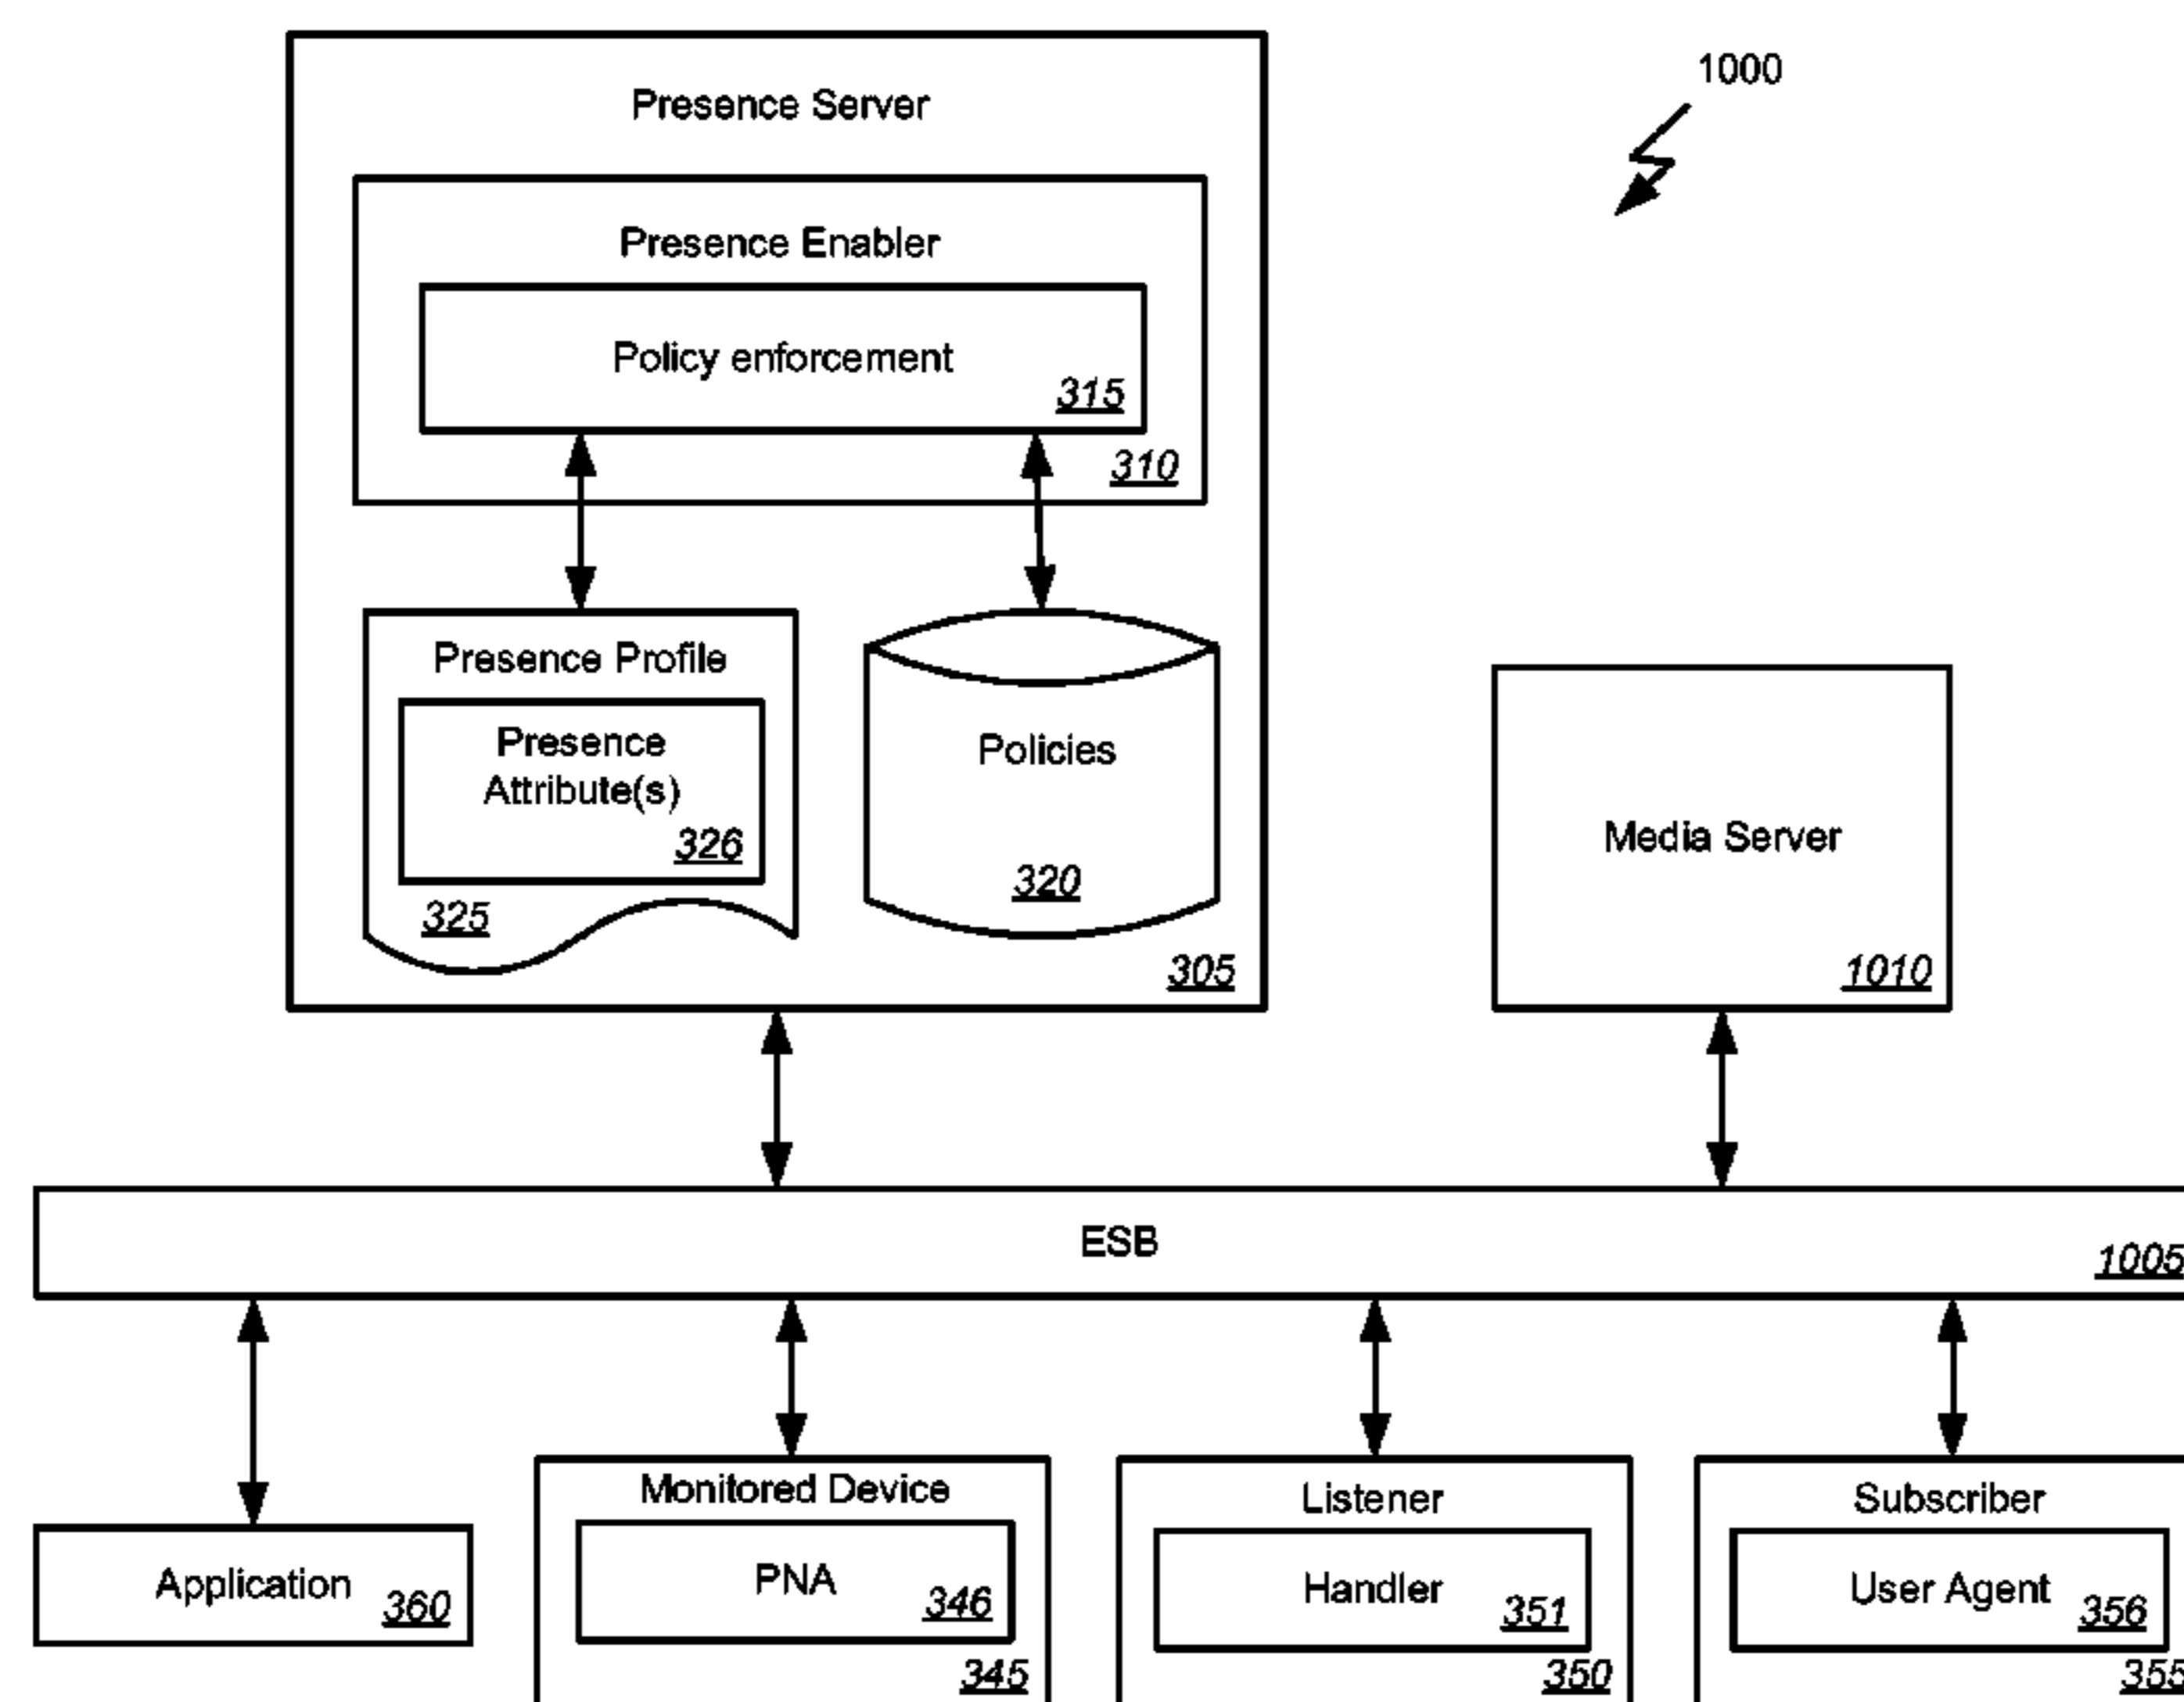 1000
Presence Server
Presence Enabler
Policy enforcement
315
310
Presence Profile
Presence
Attribute(s)
326
325
Policies
320
305
Media Server
1010
ESB
1005
Application
360
Monitored Device
PNA
346
345
Listener
Handler
351
350
Subscriber
User Agent
356
355